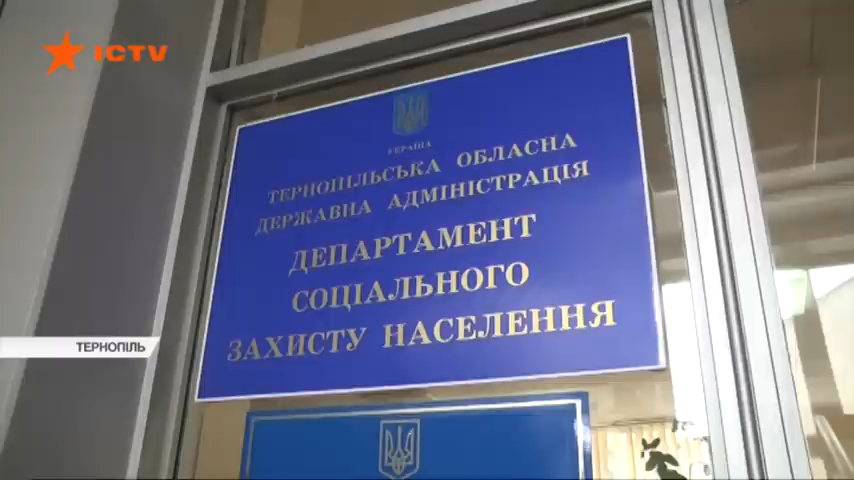 ICTV
УКРАЇНА
ТЕРНОПІЛЬСЬКА ОБЛАСНА
ДЕРЖАВНА АДМІНІСТРАЦІЯ
ДЕПАРТАМЕНТ
СОЦІАЛЬНОГО
ЗАХИСТУ НАСЕЛЕННЯ
ТЕРНОПІЛЬ